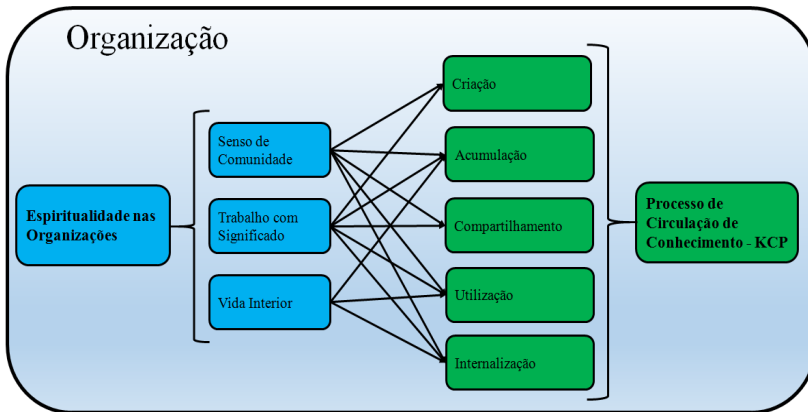 Organização
Espiritualidade nas
Organizações
Senso de
Comunidade
Trabalho com
Significado
Vida Interior
Criação
Acumulação
Compartilhamento
Utilização
Internalização
Processo de
Circulação de
Conhecimento - KCP